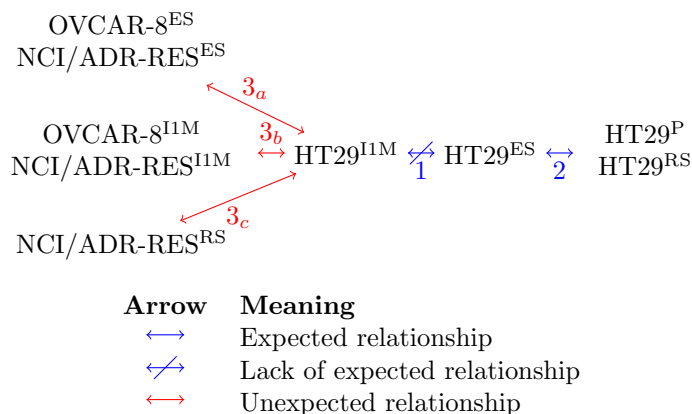 OVCAR-8^ES
NCI/ADR-RES^ES
3_a
OVCAR-8^I1M
NCI/ADR-RES^I1M
3_b
HT29^I1M
1
HT29^ES
2
HT29^P
HT29^RS
3_c
NCI/ADR-RES^RS
Arrow Meaning
Expected relationship
Lack of expected relationship
Unexpected relationship